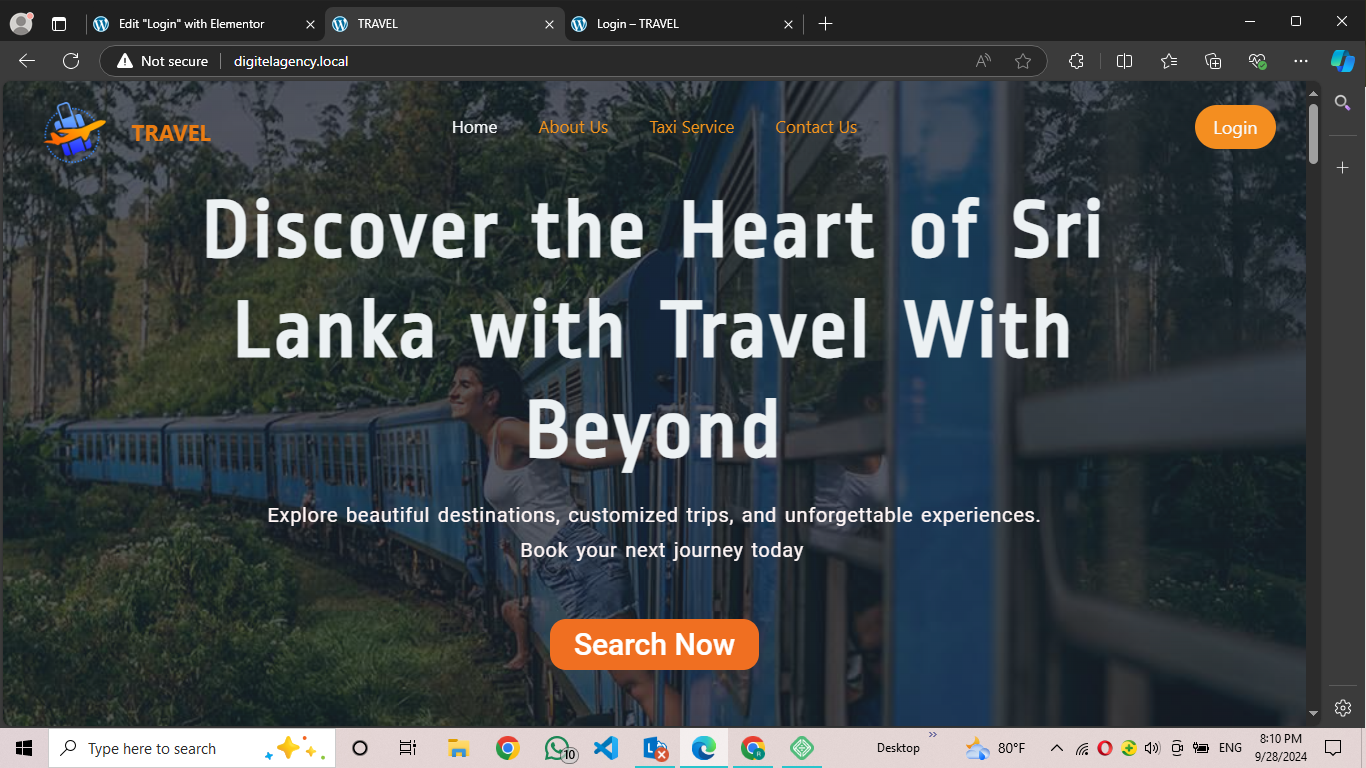 Edit "Login" with Elementor
TRAVEL
Login – TRAVEL
Not secure
digitelagency.local
TRAVEL
Home
About Us
Taxi Service
Contact Us
Login
Discover the Heart of Sri
Lanka with Travel With
Beyond
Explore beautiful destinations, customized trips, and unforgettable experiences.
Book your next journey today
Search Now
Type here to search
10
Desktop
80°F
ENG
8:10 PM
9/28/2024